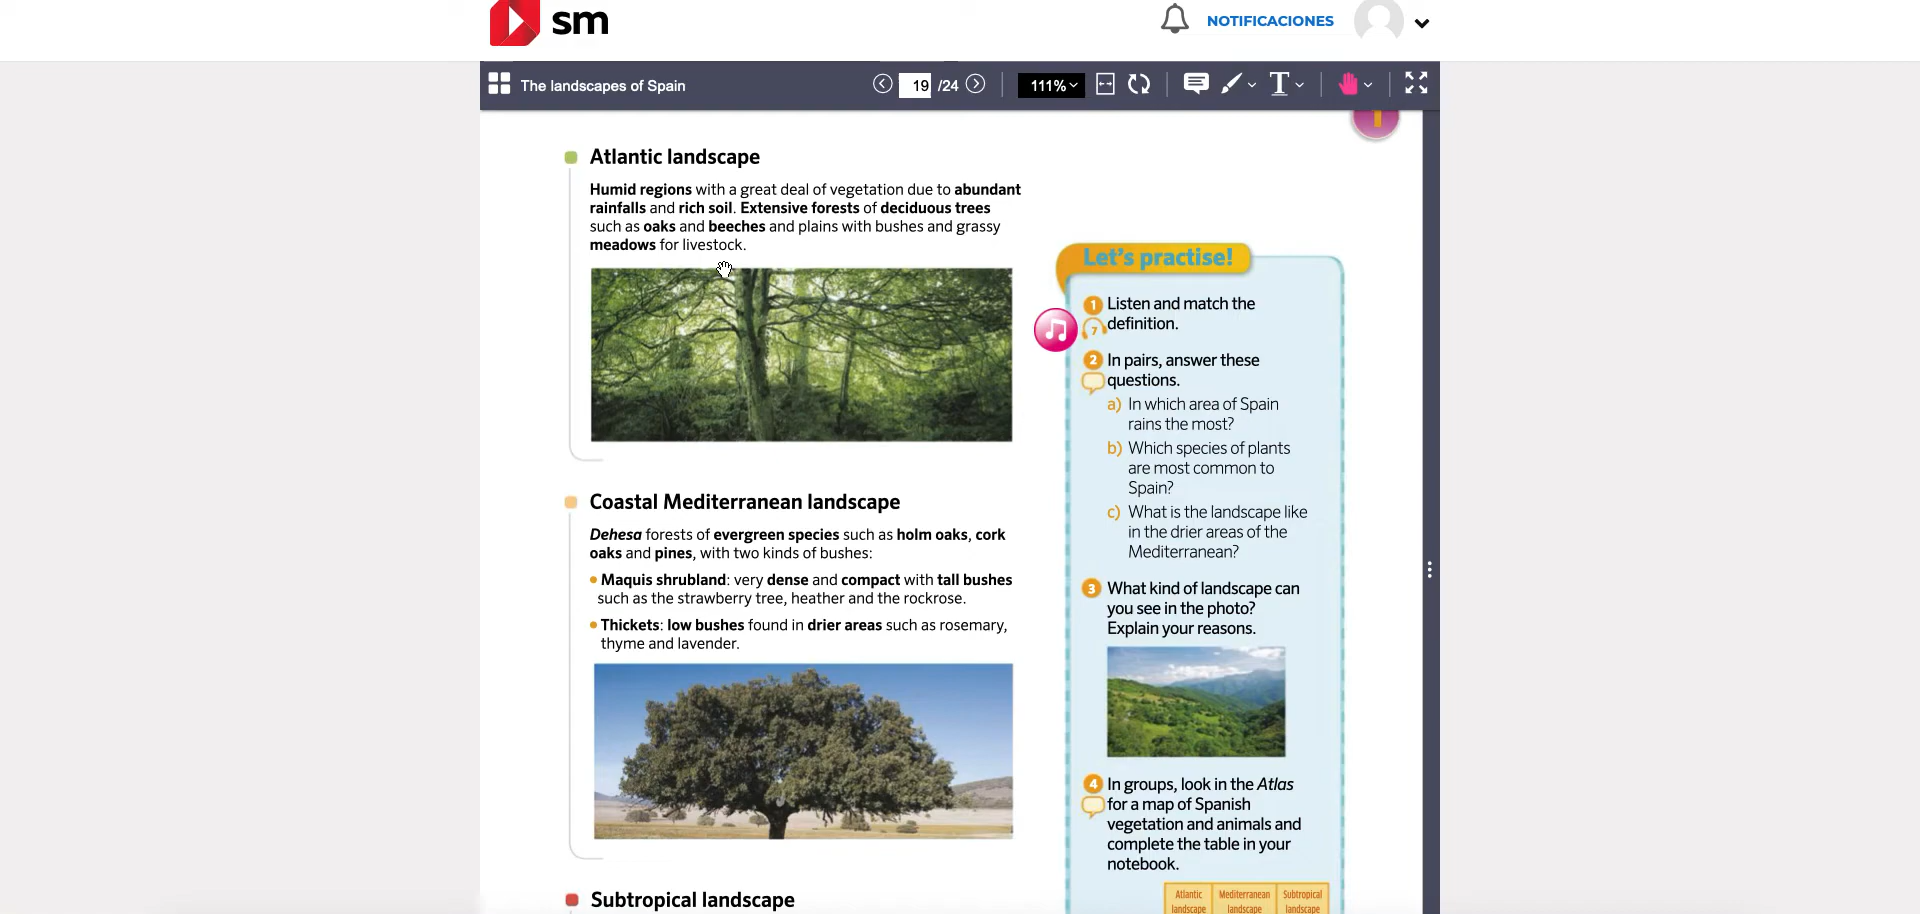 sm
NOTIFICACIONES
The landscapes of Spain
19 /24
111%
T
Atlantic landscape
Humid regions with a great deal of vegetation due to abundant
rainfalls and rich soil. Extensive forests of deciduous trees
such as oaks and beeches and plains with bushes and grassy
meadows for livestock.
Coastal Mediterranean landscape
Dehesa forests of evergreen species such as holm oaks, cork
oaks and pines, with two kinds of bushes:
• Maquis shrubland: very dense and compact with tall bushes
such as the strawberry tree, heather and the rockrose.
• Thickets: low bushes found in drier areas such as rosemary,
thyme and lavender.
Subtropical landscape
Let's practise!
1 Listen and match the
7 definition.
2 In pairs, answer these
questions.
a) In which area of Spain
rains the most?
b) Which species of plants
are most common to
Spain?
c) What is the landscape like
in the drier areas of the
Mediterranean?
3 What kind of landscape can
you see in the photo?
Explain your reasons.
4 In groups, look in the Atlas
for a map of Spanish
vegetation and animals and
complete the table in your
notebook.
Atlantic Mediterranean Subtropical
landscape landscape landscape